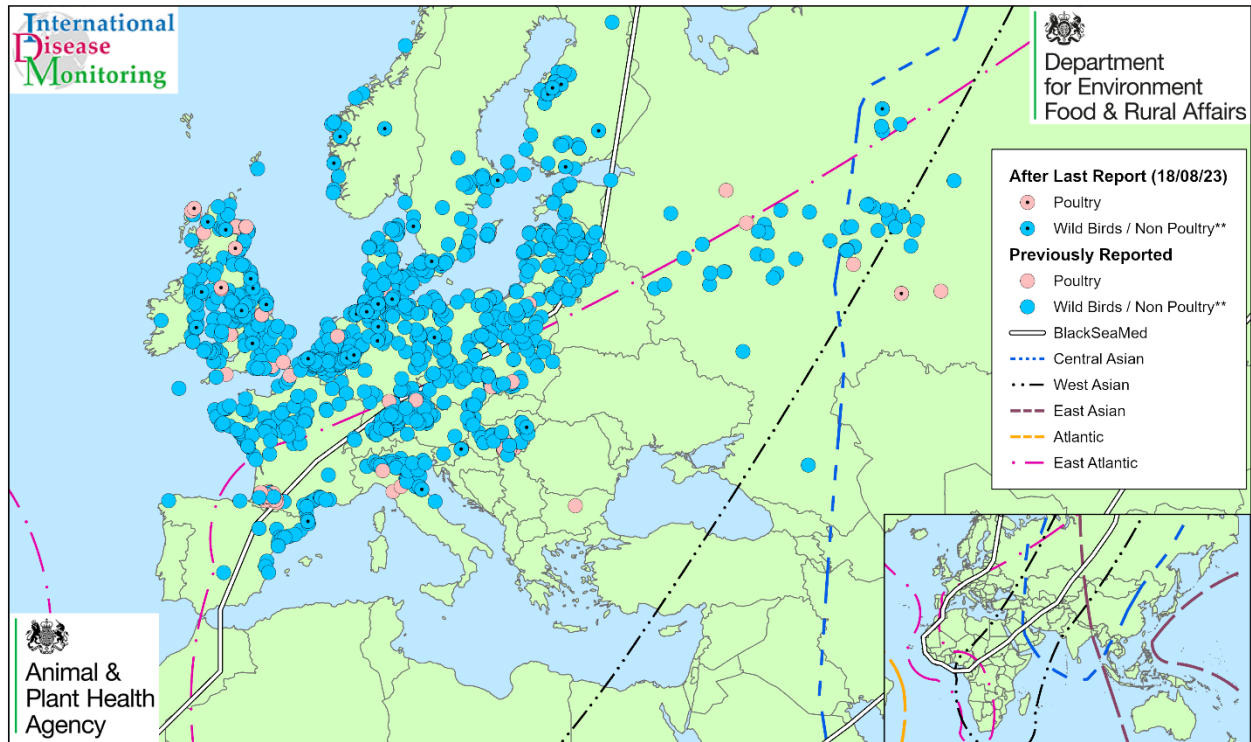 International
Disease
Monitoring
Department
for Environment
Food & Rural Affairs
After Last Report (18/08/23)
Poultry
Wild Birds / Non Poultry**
Previously Reported
Poultry
Wild Birds / Non Poultry**
BlackSeaMed
Central Asian
West Asian
East Asian
Atlantic
East Atlantic
Animal &
Plant Health
Agency